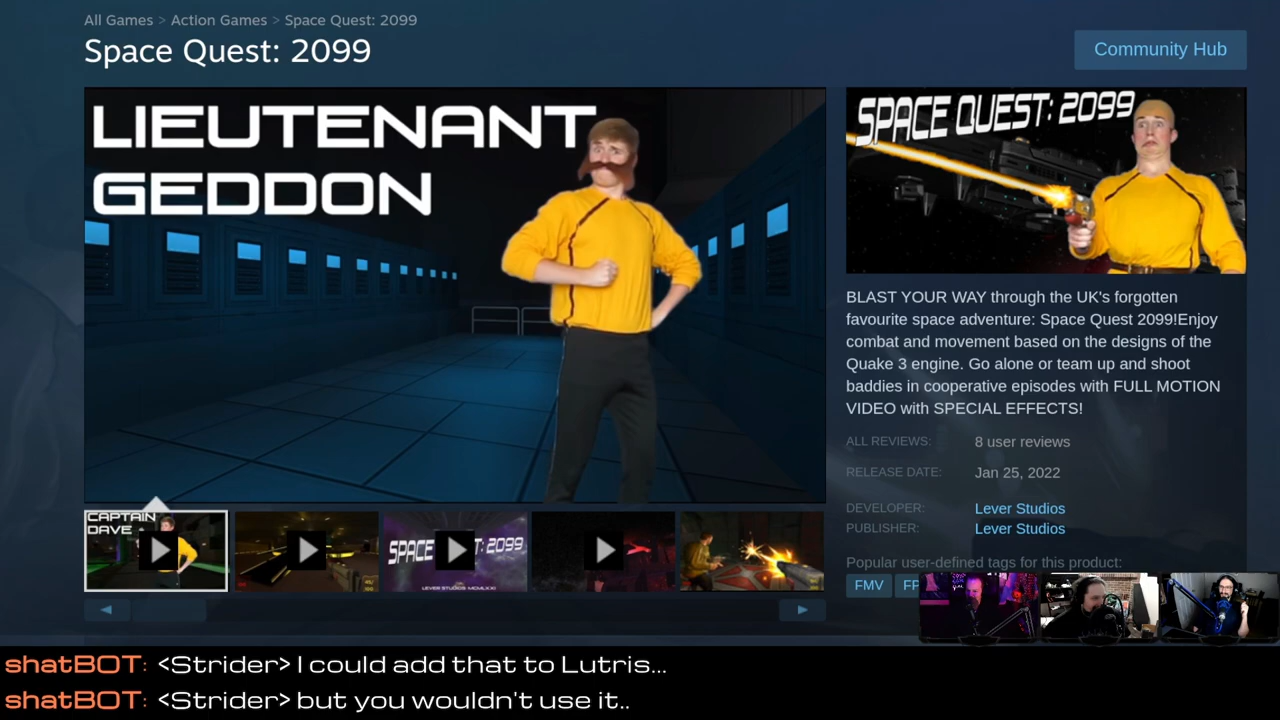 All Games > Action Games > Space Quest: 2099
Space Quest: 2099
Community Hub
LIEUTENANT
GEDDON
SPACE QUEST: 2099
BLAST YOUR WAY through the UK's forgotten
favourite space adventure: Space Quest 2099!Enjoy
combat and movement based on the designs of the
Quake 3 engine. Go alone or team up and shoot
baddies in cooperative episodes with FULL MOTION
VIDEO with SPECIAL EFFECTS!
ALL REVIEWS: 8 user reviews
RELEASE DATE: Jan 25, 2022
DEVELOPER: Lever Studios
PUBLISHER: Lever Studios
Popular user-defined tags for this product:
FMV FP
CAPTAIN
DAVE
SPACE T: 2099
LEVER STUDIOS
shatBOT: <Strider> I could add that to Lutris...
shatBOT: <Strider> but you wouldn't use it..